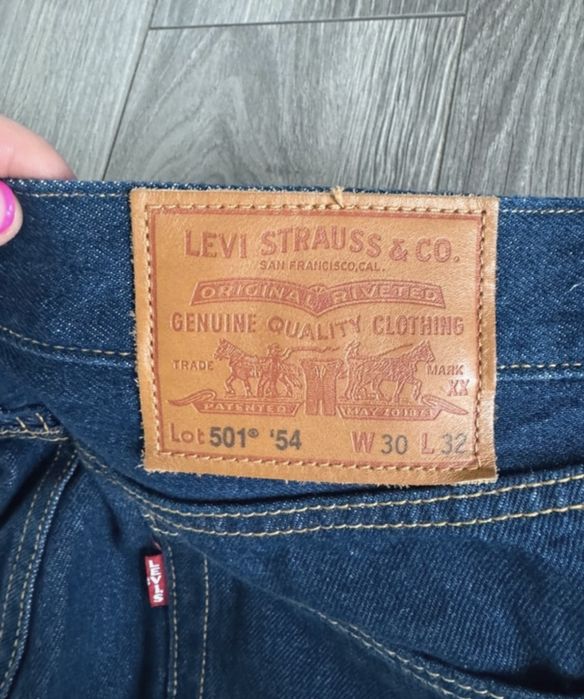 LEVI STRAUSS & CO.
SAN FRANCISCO, CAL.
ORIGINAL RIVETED
GENUINE QUALITY CLOTHING
TRADE MARK
XX
PATENTED MAY 20 1873
Lot 501® '54 W 30 L 32
LEVI'S